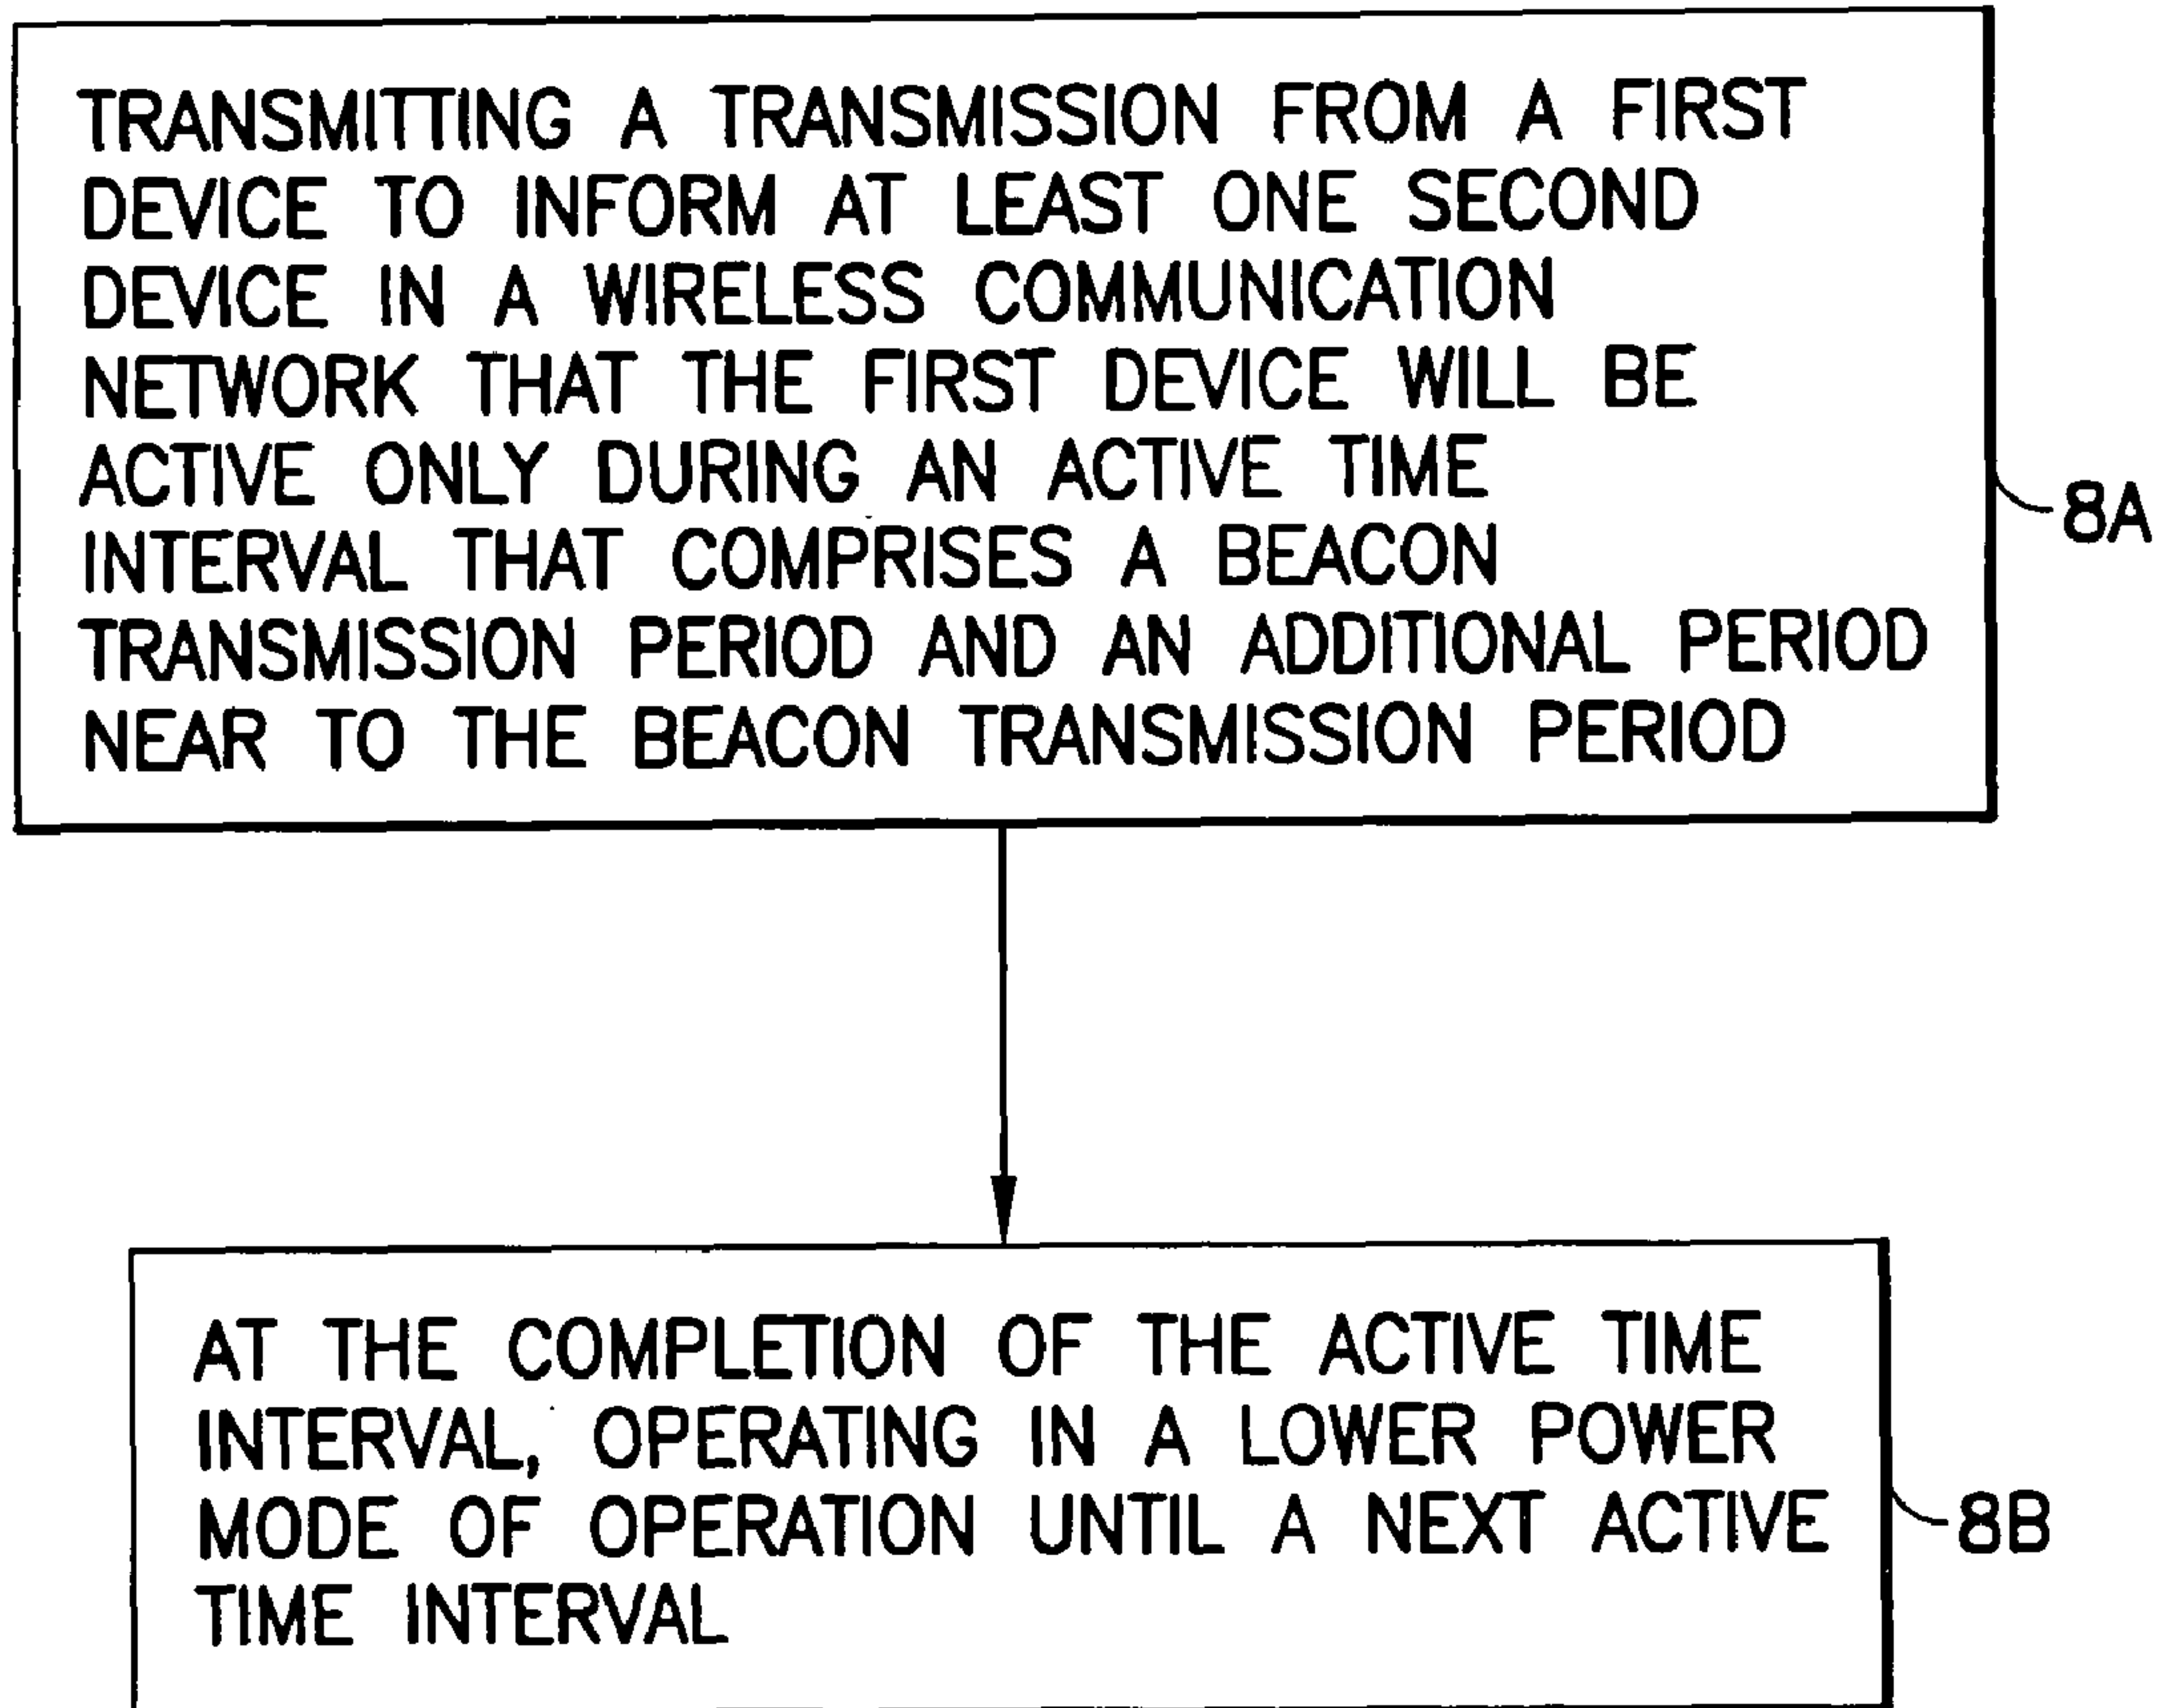 TRANSMITTING A TRANSMISSION FROM A FIRST
DEVICE TO INFORM AT LEAST ONE SECOND
DEVICE IN A WIRELESS COMMUNICATION
NETWORK THAT THE FIRST DEVICE WILL BE
ACTIVE ONLY DURING AN ACTIVE TIME
INTERVAL THAT COMPRISES A BEACON
TRANSMISSION PERIOD AND AN ADDITIONAL PERIOD
NEAR TO THE BEACON TRANSMISSION PERIOD
8A
AT THE COMPLETION OF THE ACTIVE TIME
INTERVAL, OPERATING IN A LOWER POWER
MODE OF OPERATION UNTIL A NEXT ACTIVE
TIME INTERVAL
8B